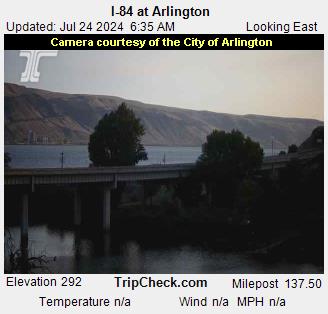 I-84 at Arlington
Updated: Jul 24 2024 6:35 AM Looking East
Camera courtesy of the City of Arlington
Elevation 292 TripCheck.com Milepost 137.50
Temperature n/a Wind n/a MPH n/a